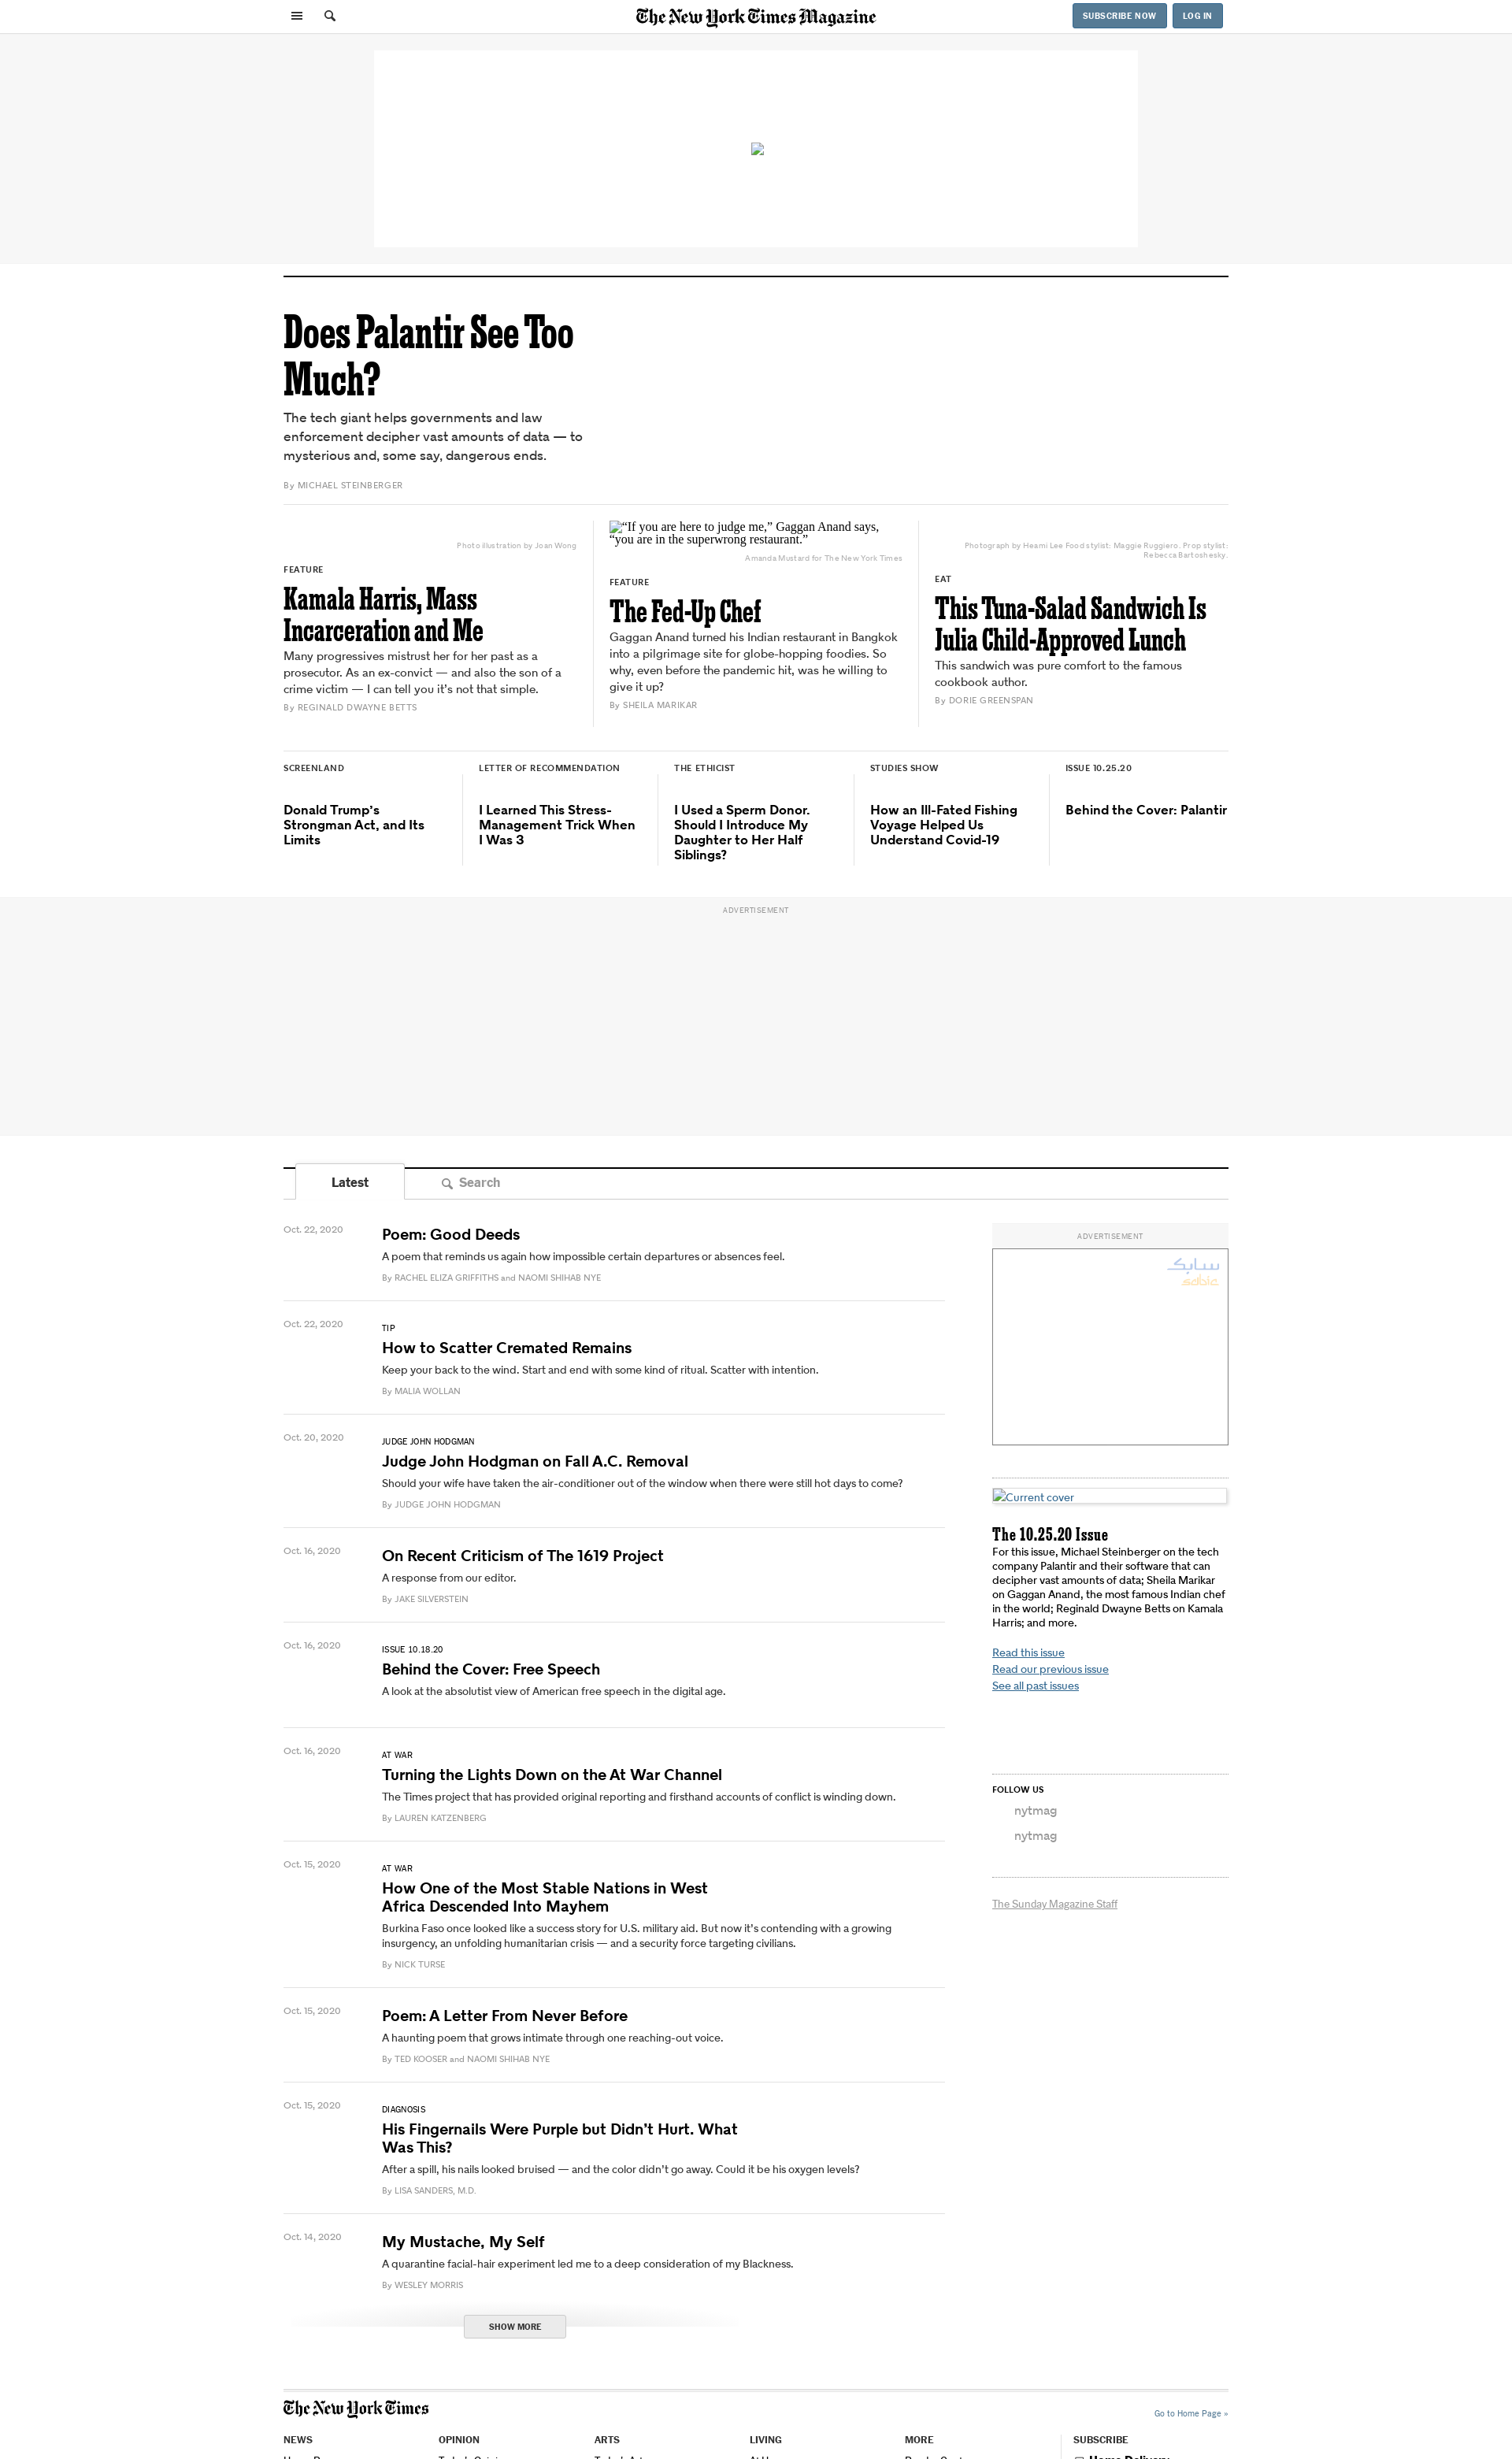 The New York Times Magazine
SUBSCRIBE NOW
LOG IN
Does Palantir See Too
Much?
The tech giant helps governments and law
enforcement decipher vast amounts of data — to
mysterious and, some say, dangerous ends.
By MICHAEL STEINBERGER
Photo illustration by Joan Wong
FEATURE
Kamala Harris, Mass
Incarceration and Me
Many progressives mistrust her for her past as a
prosecutor. As an ex-convict — and also the son of a
crime victim — I can tell you it’s not that simple.
By REGINALD DWAYNE BETTS
“If you are here to judge me,” Gaggan Anand says,
“you are in the superwrong restaurant.”
Amanda Mustard for The New York Times
FEATURE
The Fed-Up Chef
Gaggan Anand turned his Indian restaurant in Bangkok
into a pilgrimage site for globe-hopping foodies. So
why, even before the pandemic hit, was he willing to
give it up?
By SHEILA MARIKAR
Photograph by Heami Lee Food stylist: Maggie Ruggiero. Prop stylist:
Rebecca Bartoshesky.
EAT
This Tuna-Salad Sandwich Is
Julia Child-Approved Lunch
This sandwich was pure comfort to the famous
cookbook author.
By DORIE GREENSPAN
SCREENLAND
Donald Trump’s
Strongman Act, and Its
Limits
LETTER OF RECOMMENDATION
I Learned This Stress-
Management Trick When
I Was 3
THE ETHICIST
I Used a Sperm Donor.
Should I Introduce My
Daughter to Her Half
Siblings?
STUDIES SHOW
How an Ill-Fated Fishing
Voyage Helped Us
Understand Covid-19
ISSUE 10.25.20
Behind the Cover: Palantir
ADVERTISEMENT
Latest
Search
Oct. 22, 2020
Poem: Good Deeds
A poem that reminds us again how impossible certain departures or absences feel.
By RACHEL ELIZA GRIFFITHS and NAOMI SHIHAB NYE
Oct. 22, 2020
TIP
How to Scatter Cremated Remains
Keep your back to the wind. Start and end with some kind of ritual. Scatter with intention.
By MALIA WOLLAN
Oct. 20, 2020
JUDGE JOHN HODGMAN
Judge John Hodgman on Fall A.C. Removal
Should your wife have taken the air-conditioner out of the window when there were still hot days to come?
By JUDGE JOHN HODGMAN
Oct. 16, 2020
On Recent Criticism of The 1619 Project
A response from our editor.
By JAKE SILVERSTEIN
Oct. 16, 2020
ISSUE 10.18.20
Behind the Cover: Free Speech
A look at the absolutist view of American free speech in the digital age.
Oct. 16, 2020
AT WAR
Turning the Lights Down on the At War Channel
The Times project that has provided original reporting and firsthand accounts of conflict is winding down.
By LAUREN KATZENBERG
Oct. 15, 2020
AT WAR
How One of the Most Stable Nations in West
Africa Descended Into Mayhem
Burkina Faso once looked like a success story for U.S. military aid. But now it’s contending with a growing
insurgency, an unfolding humanitarian crisis — and a security force targeting civilians.
By NICK TURSE
Oct. 15, 2020
Poem: A Letter From Never Before
A haunting poem that grows intimate through one reaching-out voice.
By TED KOOSER and NAOMI SHIHAB NYE
Oct. 15, 2020
DIAGNOSIS
His Fingernails Were Purple but Didn’t Hurt. What
Was This?
After a spill, his nails looked bruised — and the color didn’t go away. Could it be his oxygen levels?
By LISA SANDERS, M.D.
Oct. 14, 2020
My Mustache, My Self
A quarantine facial-hair experiment led me to a deep consideration of my Blackness.
By WESLEY MORRIS
SHOW MORE
ADVERTISEMENT
سابك
sabic
Current cover
The 10.25.20 Issue
For this issue, Michael Steinberger on the tech
company Palantir and their software that can
decipher vast amounts of data; Sheila Marikar
on Gaggan Anand, the most famous Indian chef
in the world; Reginald Dwayne Betts on Kamala
Harris; and more.
Read this issue
Read our previous issue
See all past issues
FOLLOW US
nytmag
nytmag
The Sunday Magazine Staff
The New York Times
Go to Home Page »
NEWS
OPINION
ARTS
LIVING
MORE
SUBSCRIBE